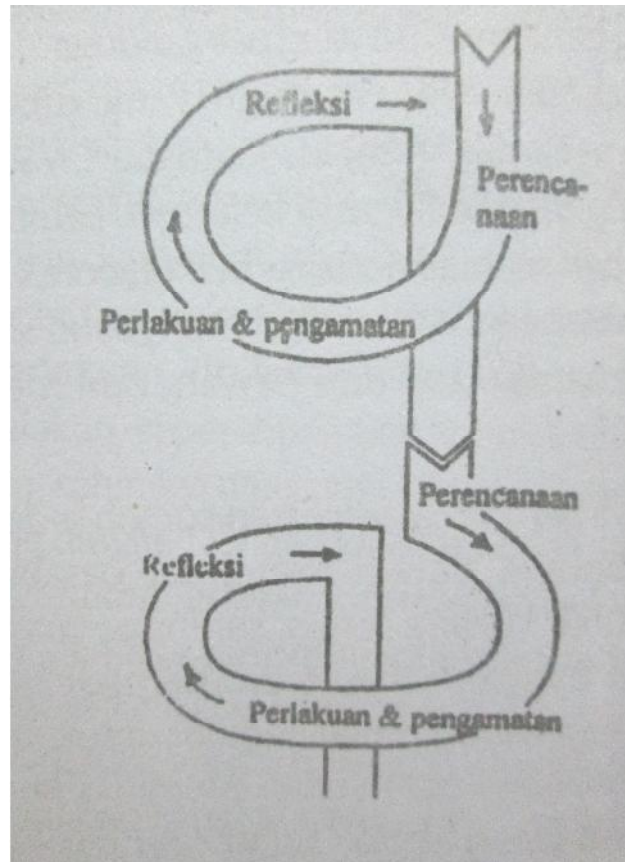 Refleksi
Perenca-
naan
Perlakuan & pengamatan
Perencanaan
Refleksi
Perlakuan & pengamatan